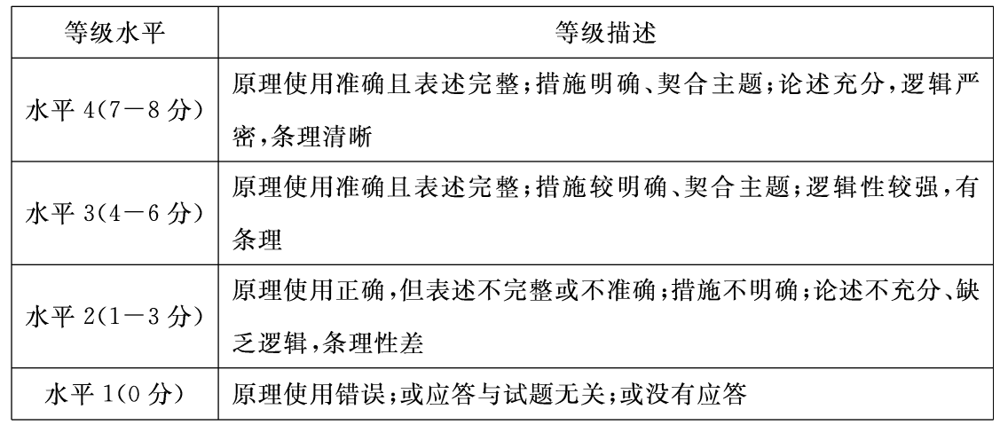 等级水平 等级描述
水平 4(7－8 分) 原理使用准确且表述完整;措施明确、契合主题;论述充分,逻辑严
密,条理清晰
水平 3(4－6 分) 原理使用准确且表述完整;措施较明确、契合主题;逻辑性较强,有
条理
水平 2(1－3 分) 原理使用正确,但表述不完整或不准确;措施不明确;论述不充分、缺
乏逻辑,条理性差
水平 1(0 分) 原理使用错误;或应答与试题无关;或没有应答